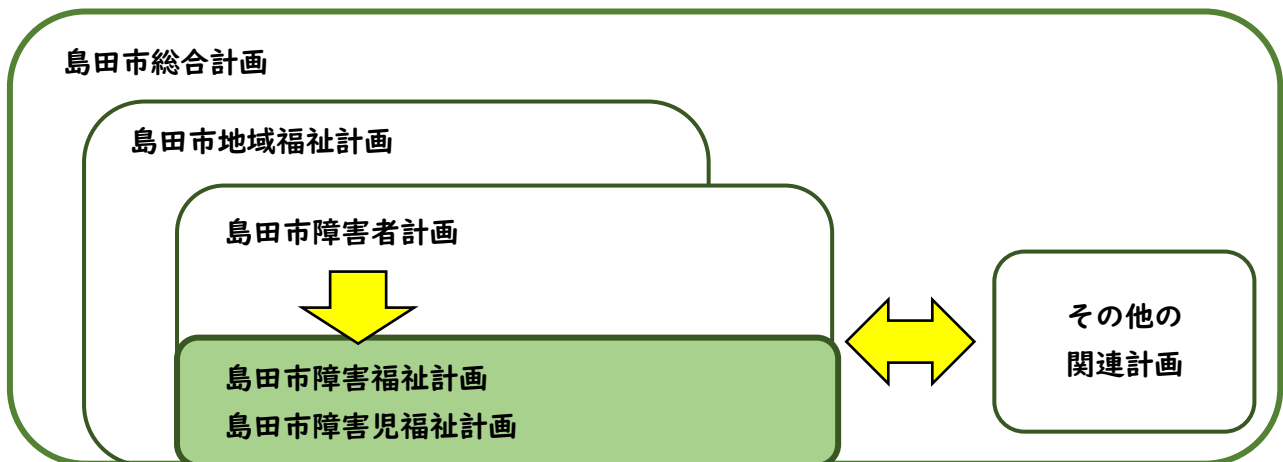 島田市総合計画
島田市地域福祉計画
島田市障害者計画
島田市障害福祉計画
島田市障害児福祉計画
その他の
関連計画